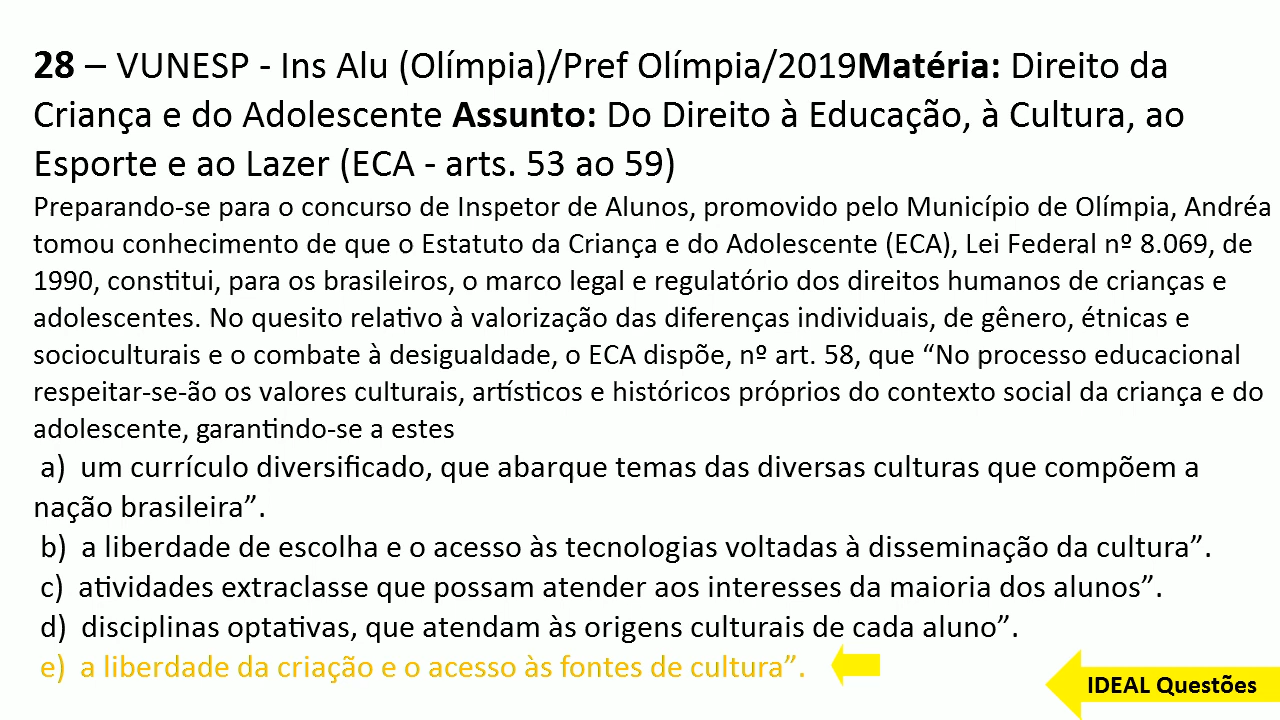 28 – VUNESP - Ins Alu (Olímpia)/Pref Olímpia/2019Matéria: Direito da
Criança e do Adolescente Assunto: Do Direito à Educação, à Cultura, ao
Esporte e ao Lazer (ECA - arts. 53 ao 59)
Preparando-se para o concurso de Inspetor de Alunos, promovido pelo Município de Olímpia, Andréa
tomou conhecimento de que o Estatuto da Criança e do Adolescente (ECA), Lei Federal nº 8.069, de
1990, constitui, para os brasileiros, o marco legal e regulatório dos direitos humanos de crianças e
adolescentes. No quesito relativo à valorização das diferenças individuais, de gênero, étnicas e
socioculturais e o combate à desigualdade, o ECA dispõe, nº art. 58, que “No processo educacional
respeitar-se-ão os valores culturais, artísticos e históricos próprios do contexto social da criança e do
adolescente, garantindo-se a estes
a) um currículo diversificado, que abarque temas das diversas culturas que compõem a
nação brasileira”.
b) a liberdade de escolha e o acesso às tecnologias voltadas à disseminação da cultura”.
c) atividades extraclasse que possam atender aos interesses da maioria dos alunos”.
d) disciplinas optativas, que atendam às origens culturais de cada aluno”.
e) a liberdade da criação e o acesso às fontes de cultura”.
IDEAL Questões